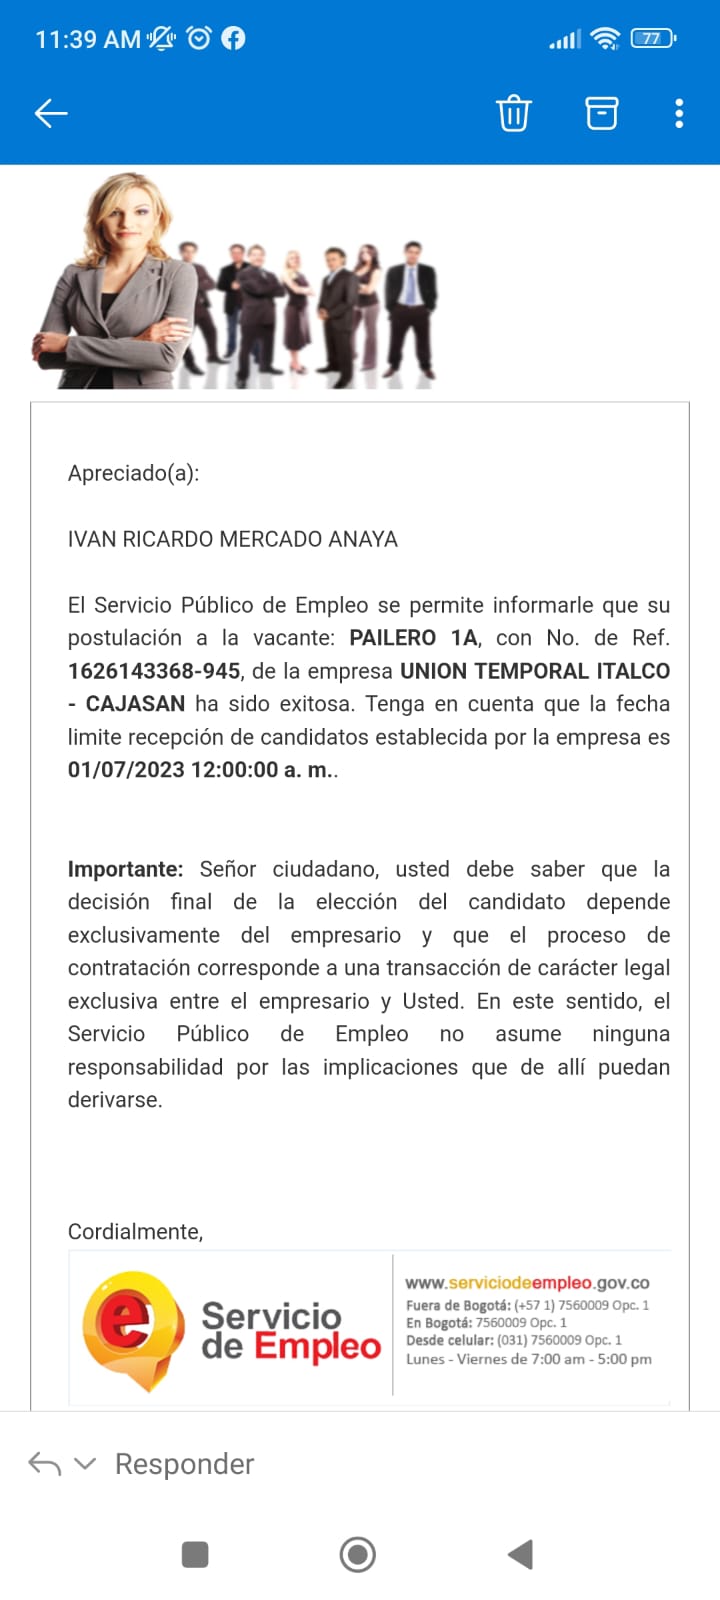 11:39 AM
77
Apreciado(a):
IVAN RICARDO MERCADO ANAYA
El Servicio Público de Empleo se permite informarle que su
postulación a la vacante: PAILERO 1A, con No. de Ref.
1626143368-945, de la empresa UNION TEMPORAL ITALCO
- CAJASAN ha sido exitosa. Tenga en cuenta que la fecha
limite recepción de candidatos establecida por la empresa es
01/07/2023 12:00:00 a. m..
Importante: Señor ciudadano, usted debe saber que la
decisión final de la elección del candidato depende
exclusivamente del empresario y que el proceso de
contratación corresponde a una transacción de carácter legal
exclusiva entre el empresario y Usted. En este sentido, el
Servicio Público de Empleo no asume ninguna
responsabilidad por las implicaciones que de allí puedan
derivarse.
Cordialmente,
e
Servicio
de Empleo
www.serviciodeempleo.gov.co
Fuera de Bogotá: (+57 1) 7560009 Opc. 1
En Bogotá: 7560009 Opc. 1
Desde celular: (031) 7560009 Opc. 1
Lunes - Viernes de 7:00 am - 5:00 pm
Responder